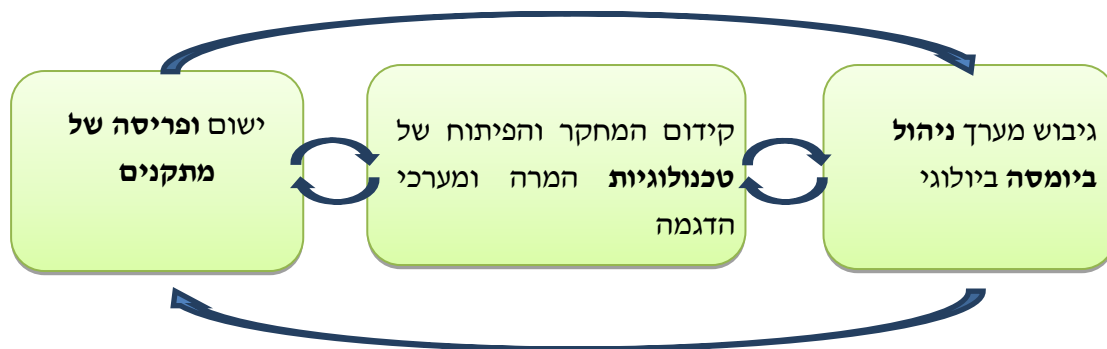 גיבוש מערך ניהול
ביומסה ביולוגי
קידום המחקר והפיתוח של
טכנולוגיות המרה ומערכי
הדגמה
ישום ופריסה של
מתקנים